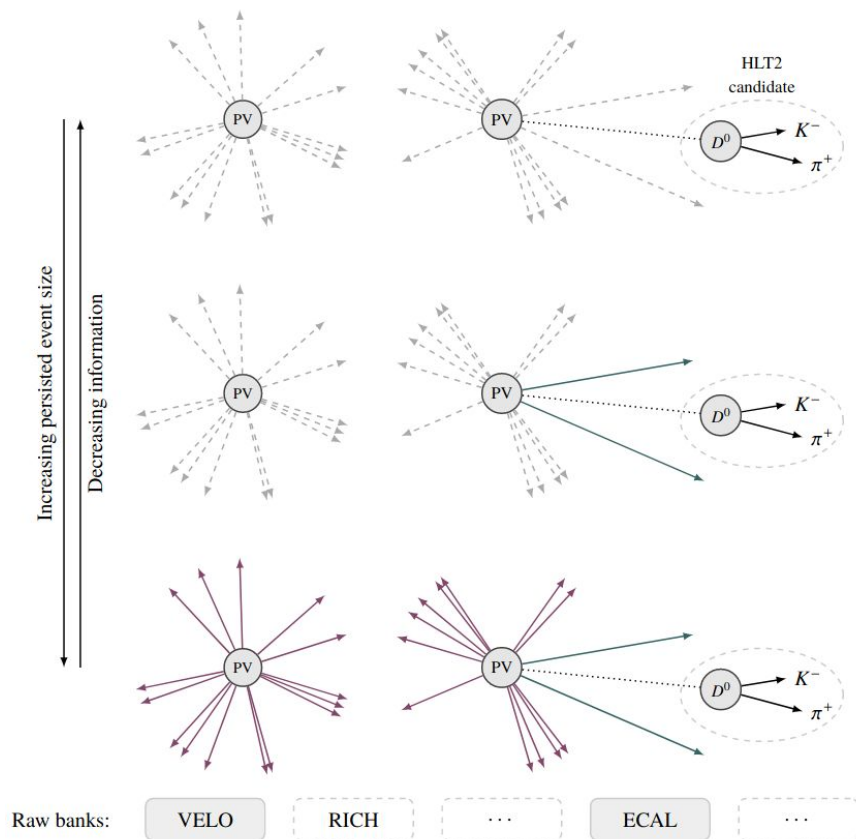 HLT2
candidate
PV
PV
D⁰
K⁻
π⁺
Increasing persisted event size
Decreasing information
PV
PV
D⁰
K⁻
π⁺
PV
PV
D⁰
K⁻
π⁺
Raw banks: VELO RICH ··· ECAL ···